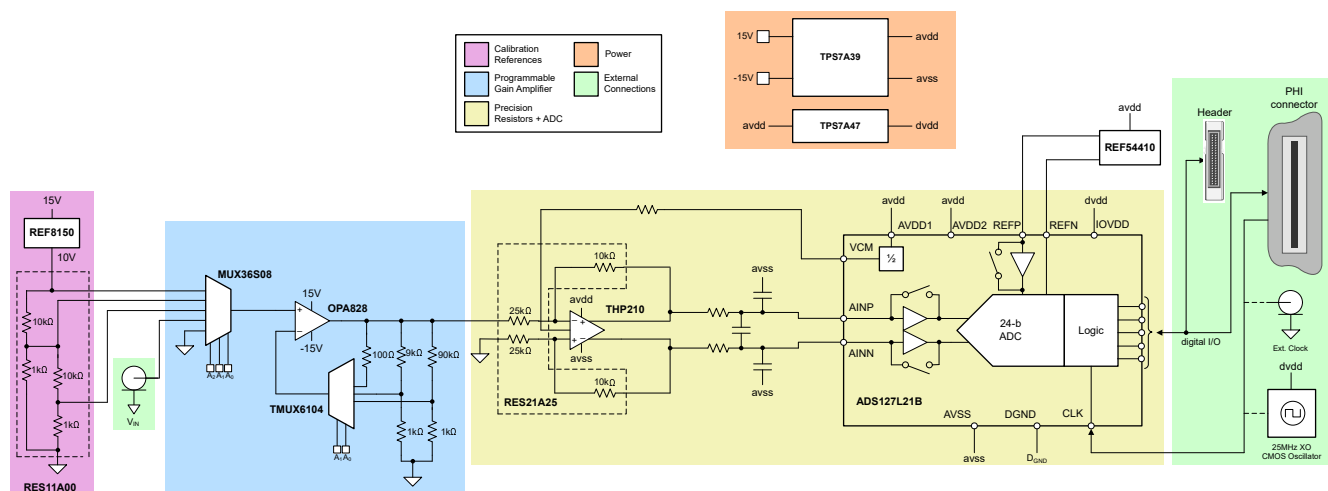 Calibration
References
Power
Programmable
Gain Amplifier
External
Connections
Precision
Resistors + ADC
15V
-15V
TPS7A39
avdd
avss
avdd
TPS7A47
dvdd
avdd
REF54410
Header
PHI
connector
15V
REF8150
10V
10kΩ
1kΩ
10kΩ
1kΩ
RES11A00
VIN
MUX36S08
A2 A1 A0
15V
OPA828
-15V
100Ω
9kΩ
90kΩ
TMUX6104
A1 A0
1kΩ
1kΩ
25kΩ
25kΩ
10kΩ
avdd
THP210
avss
10kΩ
RES21A25
avss
avss
avdd
avdd
dvdd
AVDD1
AVDD2
REFP
REFN
IOVDD
VCM
½
AINP
AINN
24-b
ADC
Logic
ADS127L21B
AVSS
DGND
CLK
avss
DGND
digital I/O
Ext. Clock
dvdd
25MHz XO
CMOS Oscillator